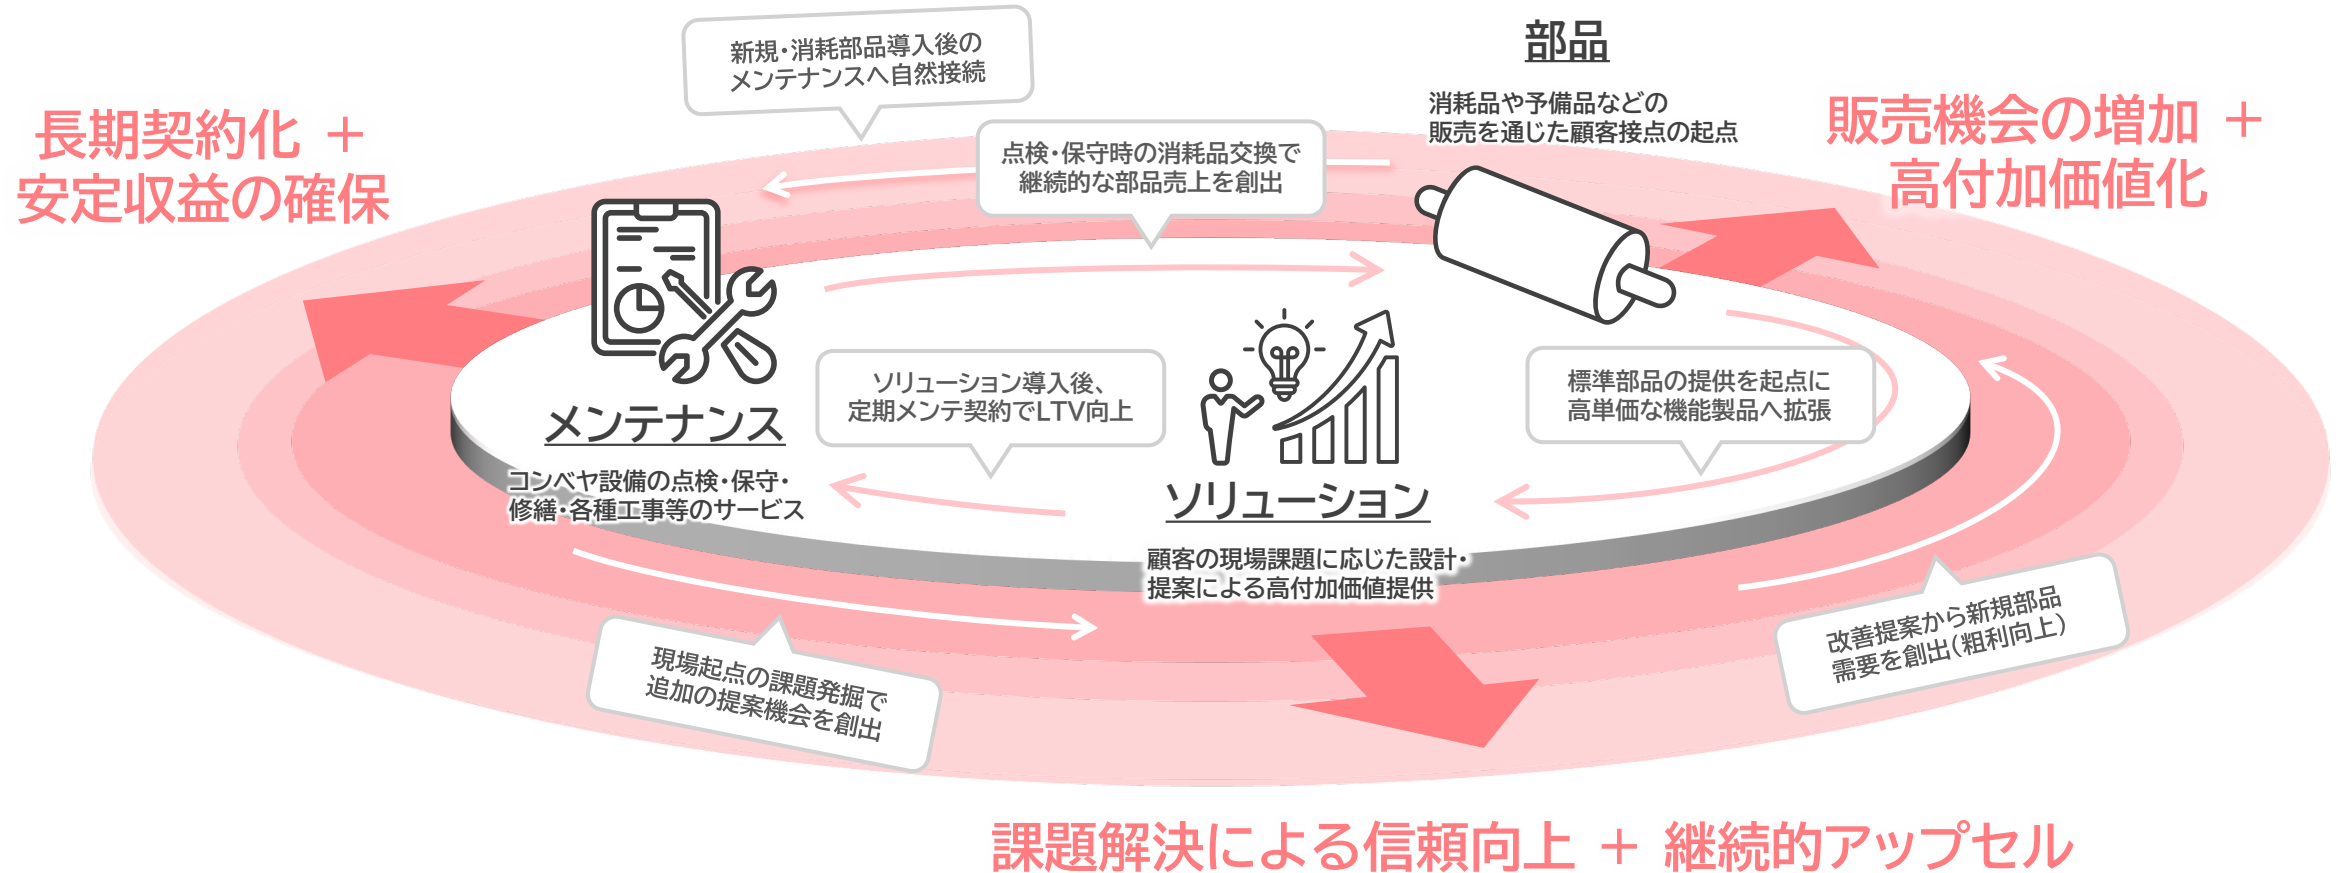 新規・消耗部品導入後の
メンテナンスへ自然接続
部品
消耗品や予備品などの
販売を通じた顧客接点の起点
長期契約化 +
安定収益の確保
販売機会の増加 +
高付加価値化
点検・保守時の消耗品交換で
継続的な部品売上を創出
メンテナンス
コンベヤ設備の点検・保守・
修繕・各種工事等のサービス
ソリューション導入後、
定期メンテ契約でLTV向上
標準部品の提供を起点に
高単価な機能製品へ拡張
ソリューション
顧客の現場課題に応じた設計・
提案による高付加価値提供
現場起点の課題発掘で
追加の提案機会を創出
改善提案から新規部品
需要を創出(粗利向上)
課題解決による信頼向上 + 継続的アップセル